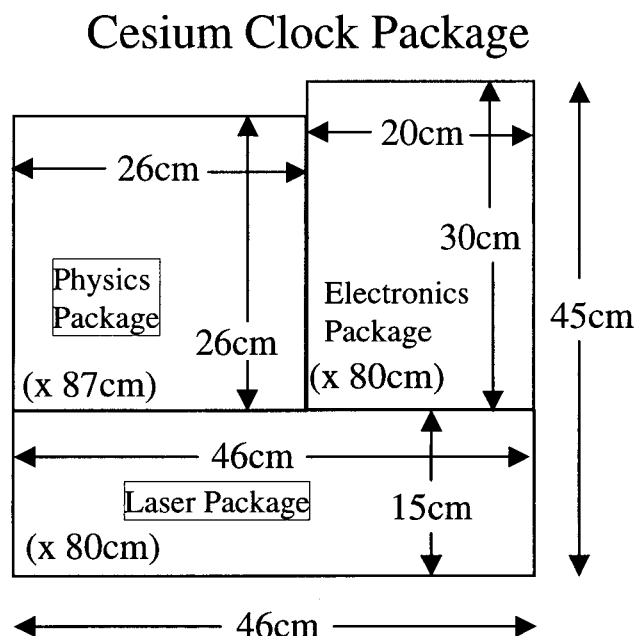 Cesium Clock Package
20cm
26cm
30cm
Physics
Package
Electronics
Package
45cm
26cm
(x 87cm)
(x 80cm)
46cm
Laser Package
15cm
(x 80cm)
46cm